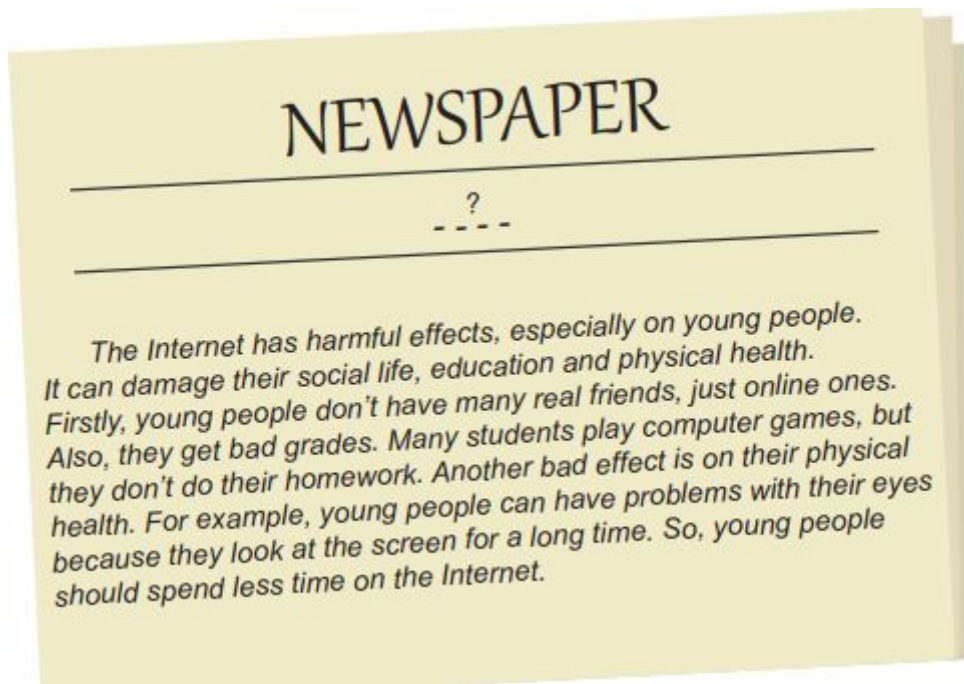 NEWSPAPER
?
- - - -
The Internet has harmful effects, especially on young people.
It can damage their social life, education and physical health.
Firstly, young people don't have many real friends, just online ones.
Also, they get bad grades. Many students play computer games, but
they don't do their homework. Another bad effect is on their physical
health. For example, young people can have problems with their eyes
because they look at the screen for a long time. So, young people
should spend less time on the Internet.